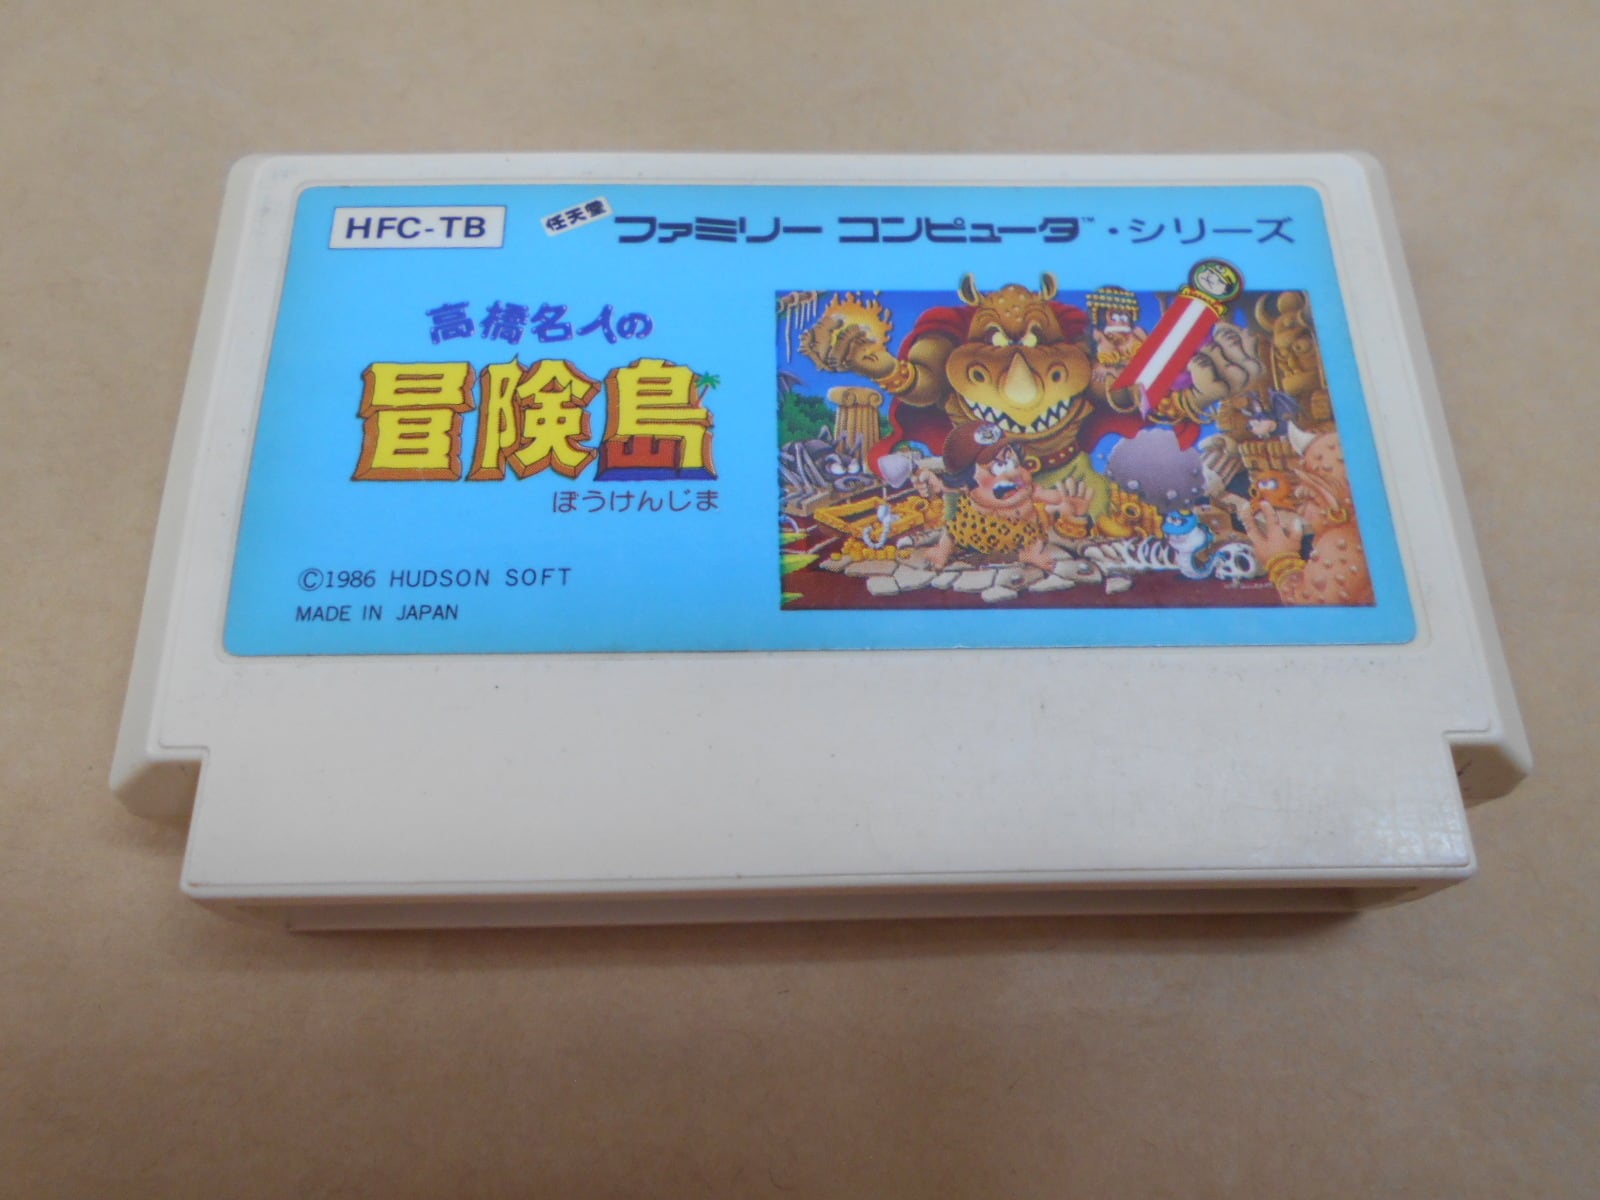 HFC-TB
任天堂 ファミリー コンピュータ™・シリーズ
高橋名人の
冒険島
ぼうけんじま
©1986 HUDSON SOFT
MADE IN JAPAN